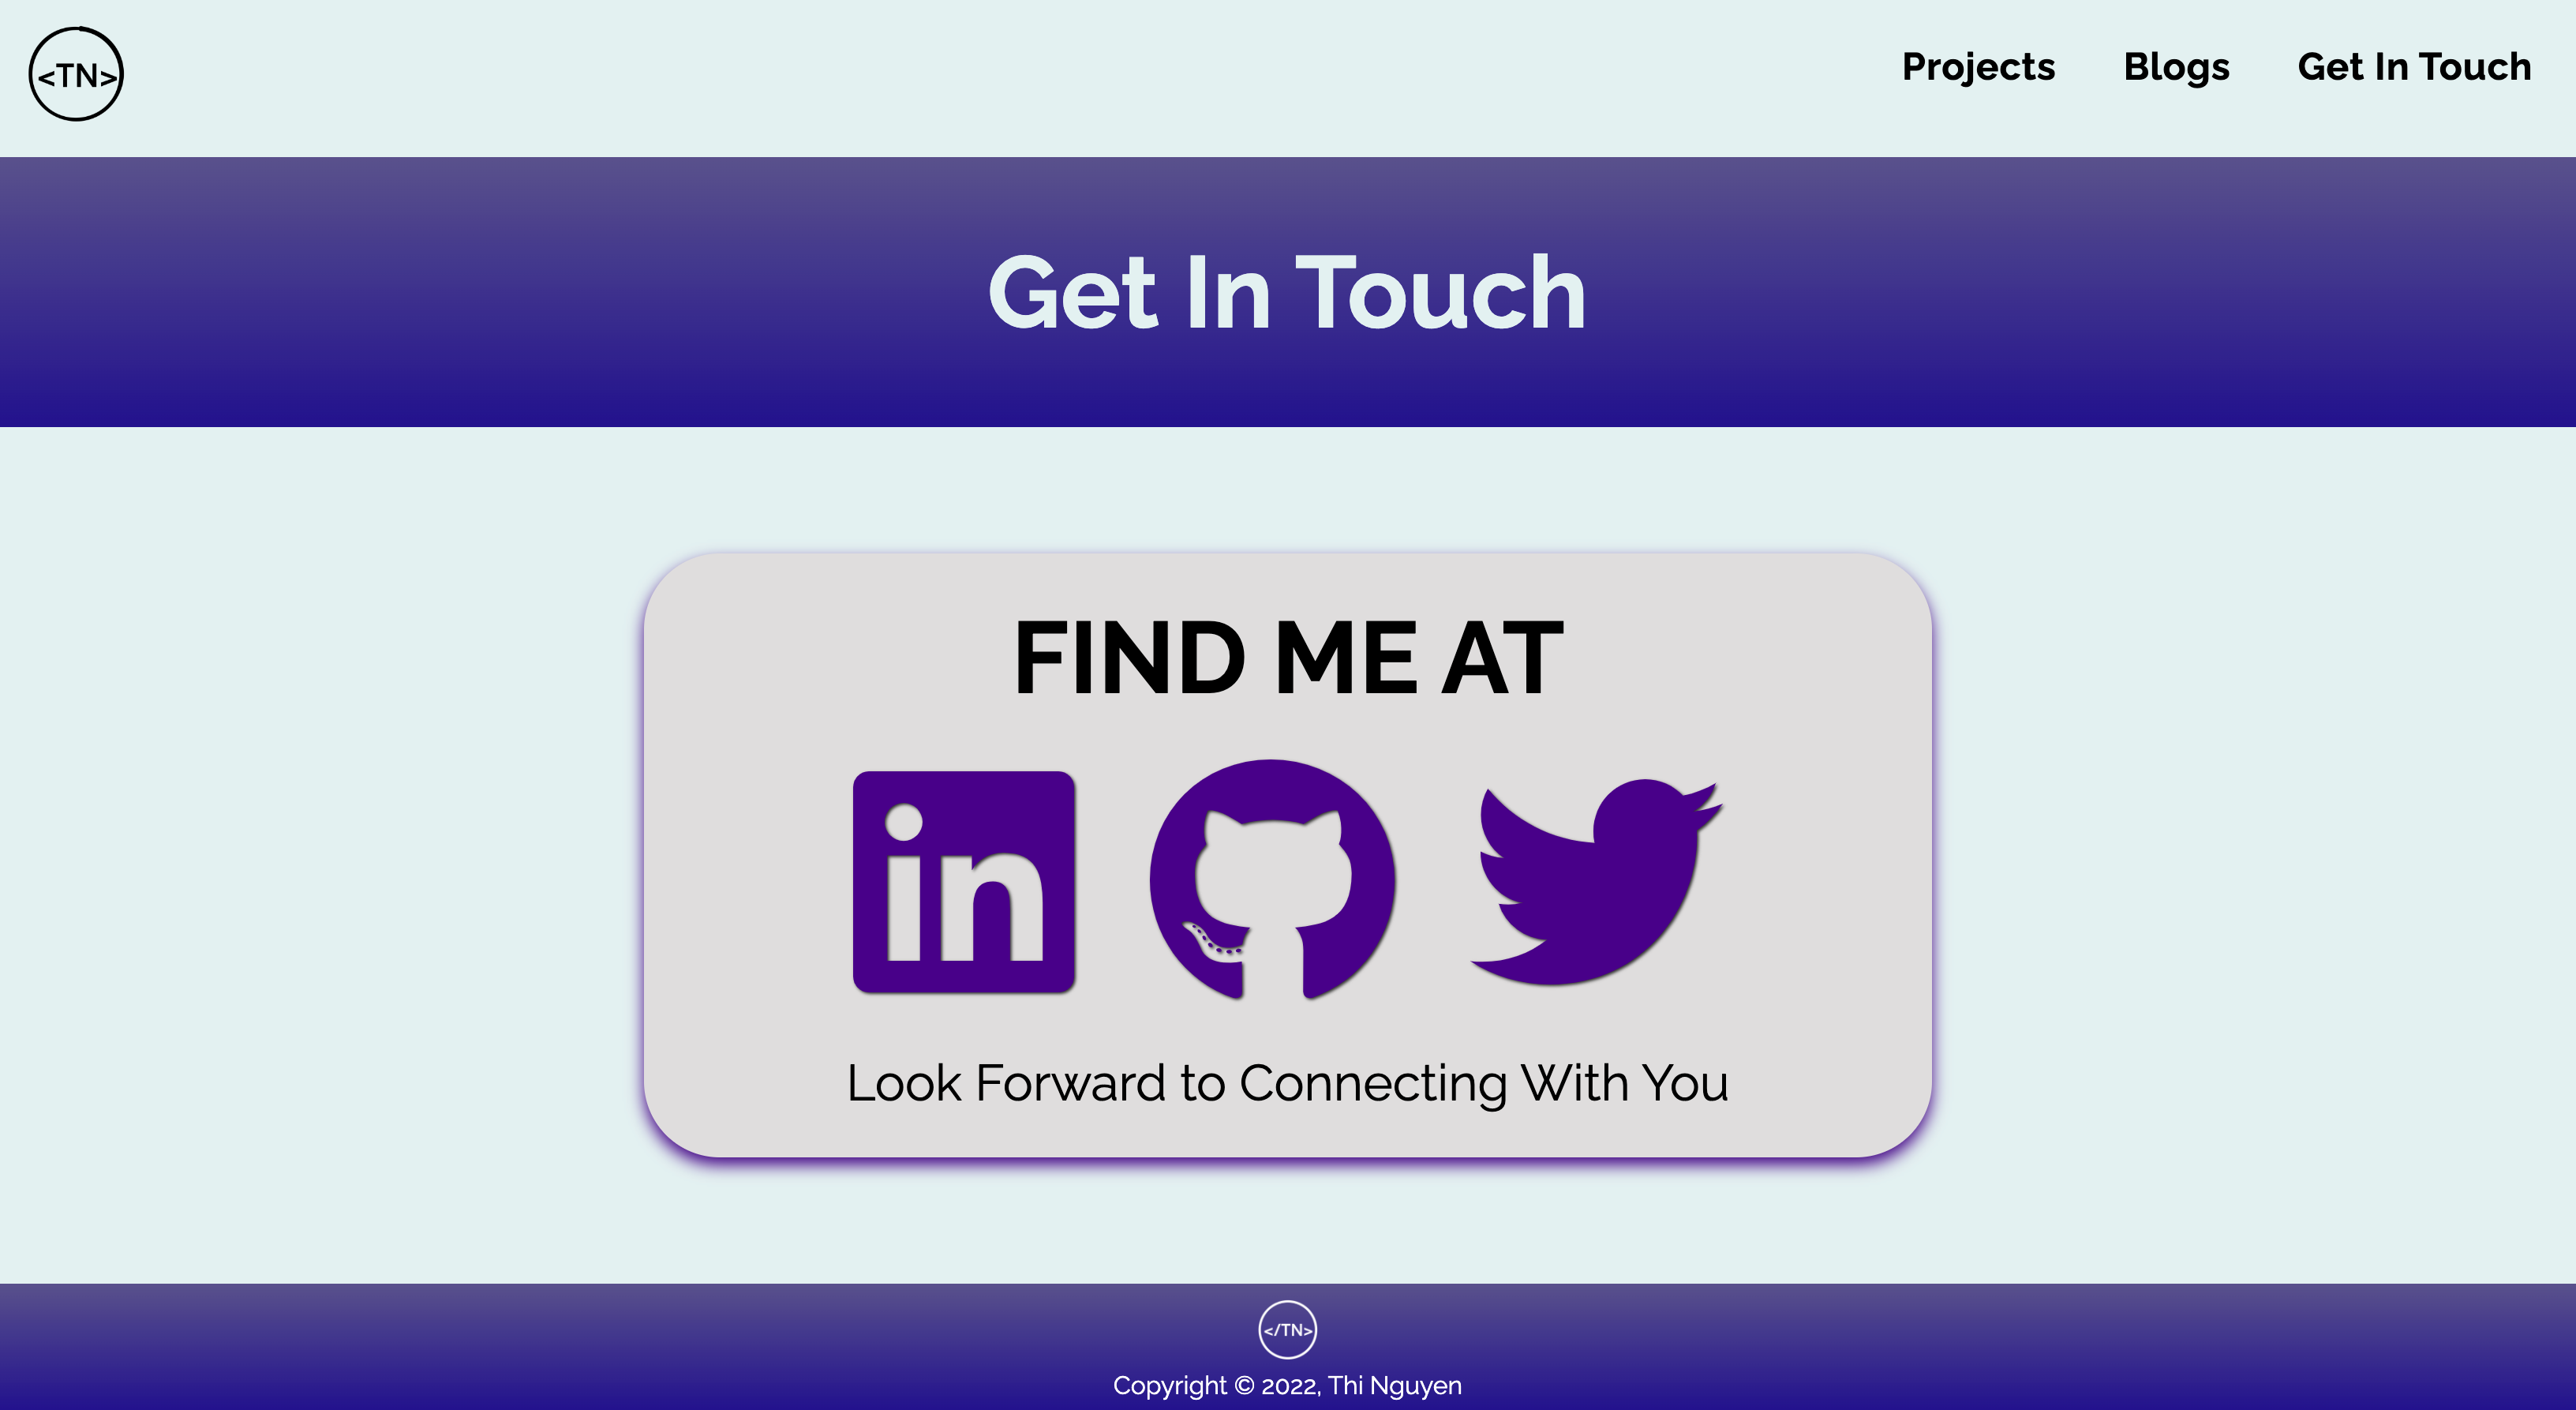 <TN>
Projects Blogs Get In Touch
Get In Touch
FIND ME AT
in
Look Forward to Connecting With You
</TN>
Copyright © 2022, Thi Nguyen